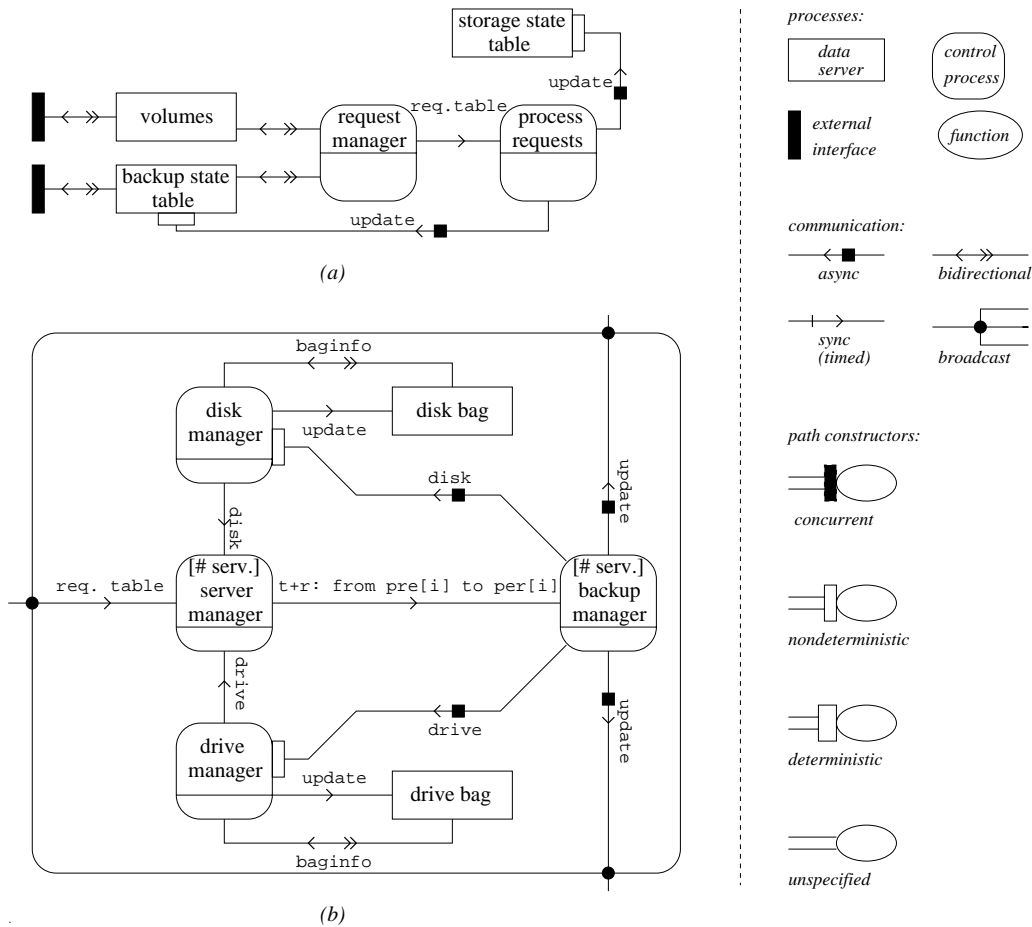 storage state
table
update
volumes
request
manager
req.table
process
requests
backup state
table
update
(a)
baginfo
disk
manager
update
disk bag
disk
disk
update
req. table
[# serv.]
server
manager
t+r: from pre[i] to per[i]
[# serv.]
backup
manager
drive
drive
update
drive
manager
update
drive bag
baginfo
(b)
processes:
data
server
control
process
external
interface
function
communication:
async
bidirectional
sync
(timed)
broadcast
path constructors:
concurrent
nondeterministic
deterministic
unspecified